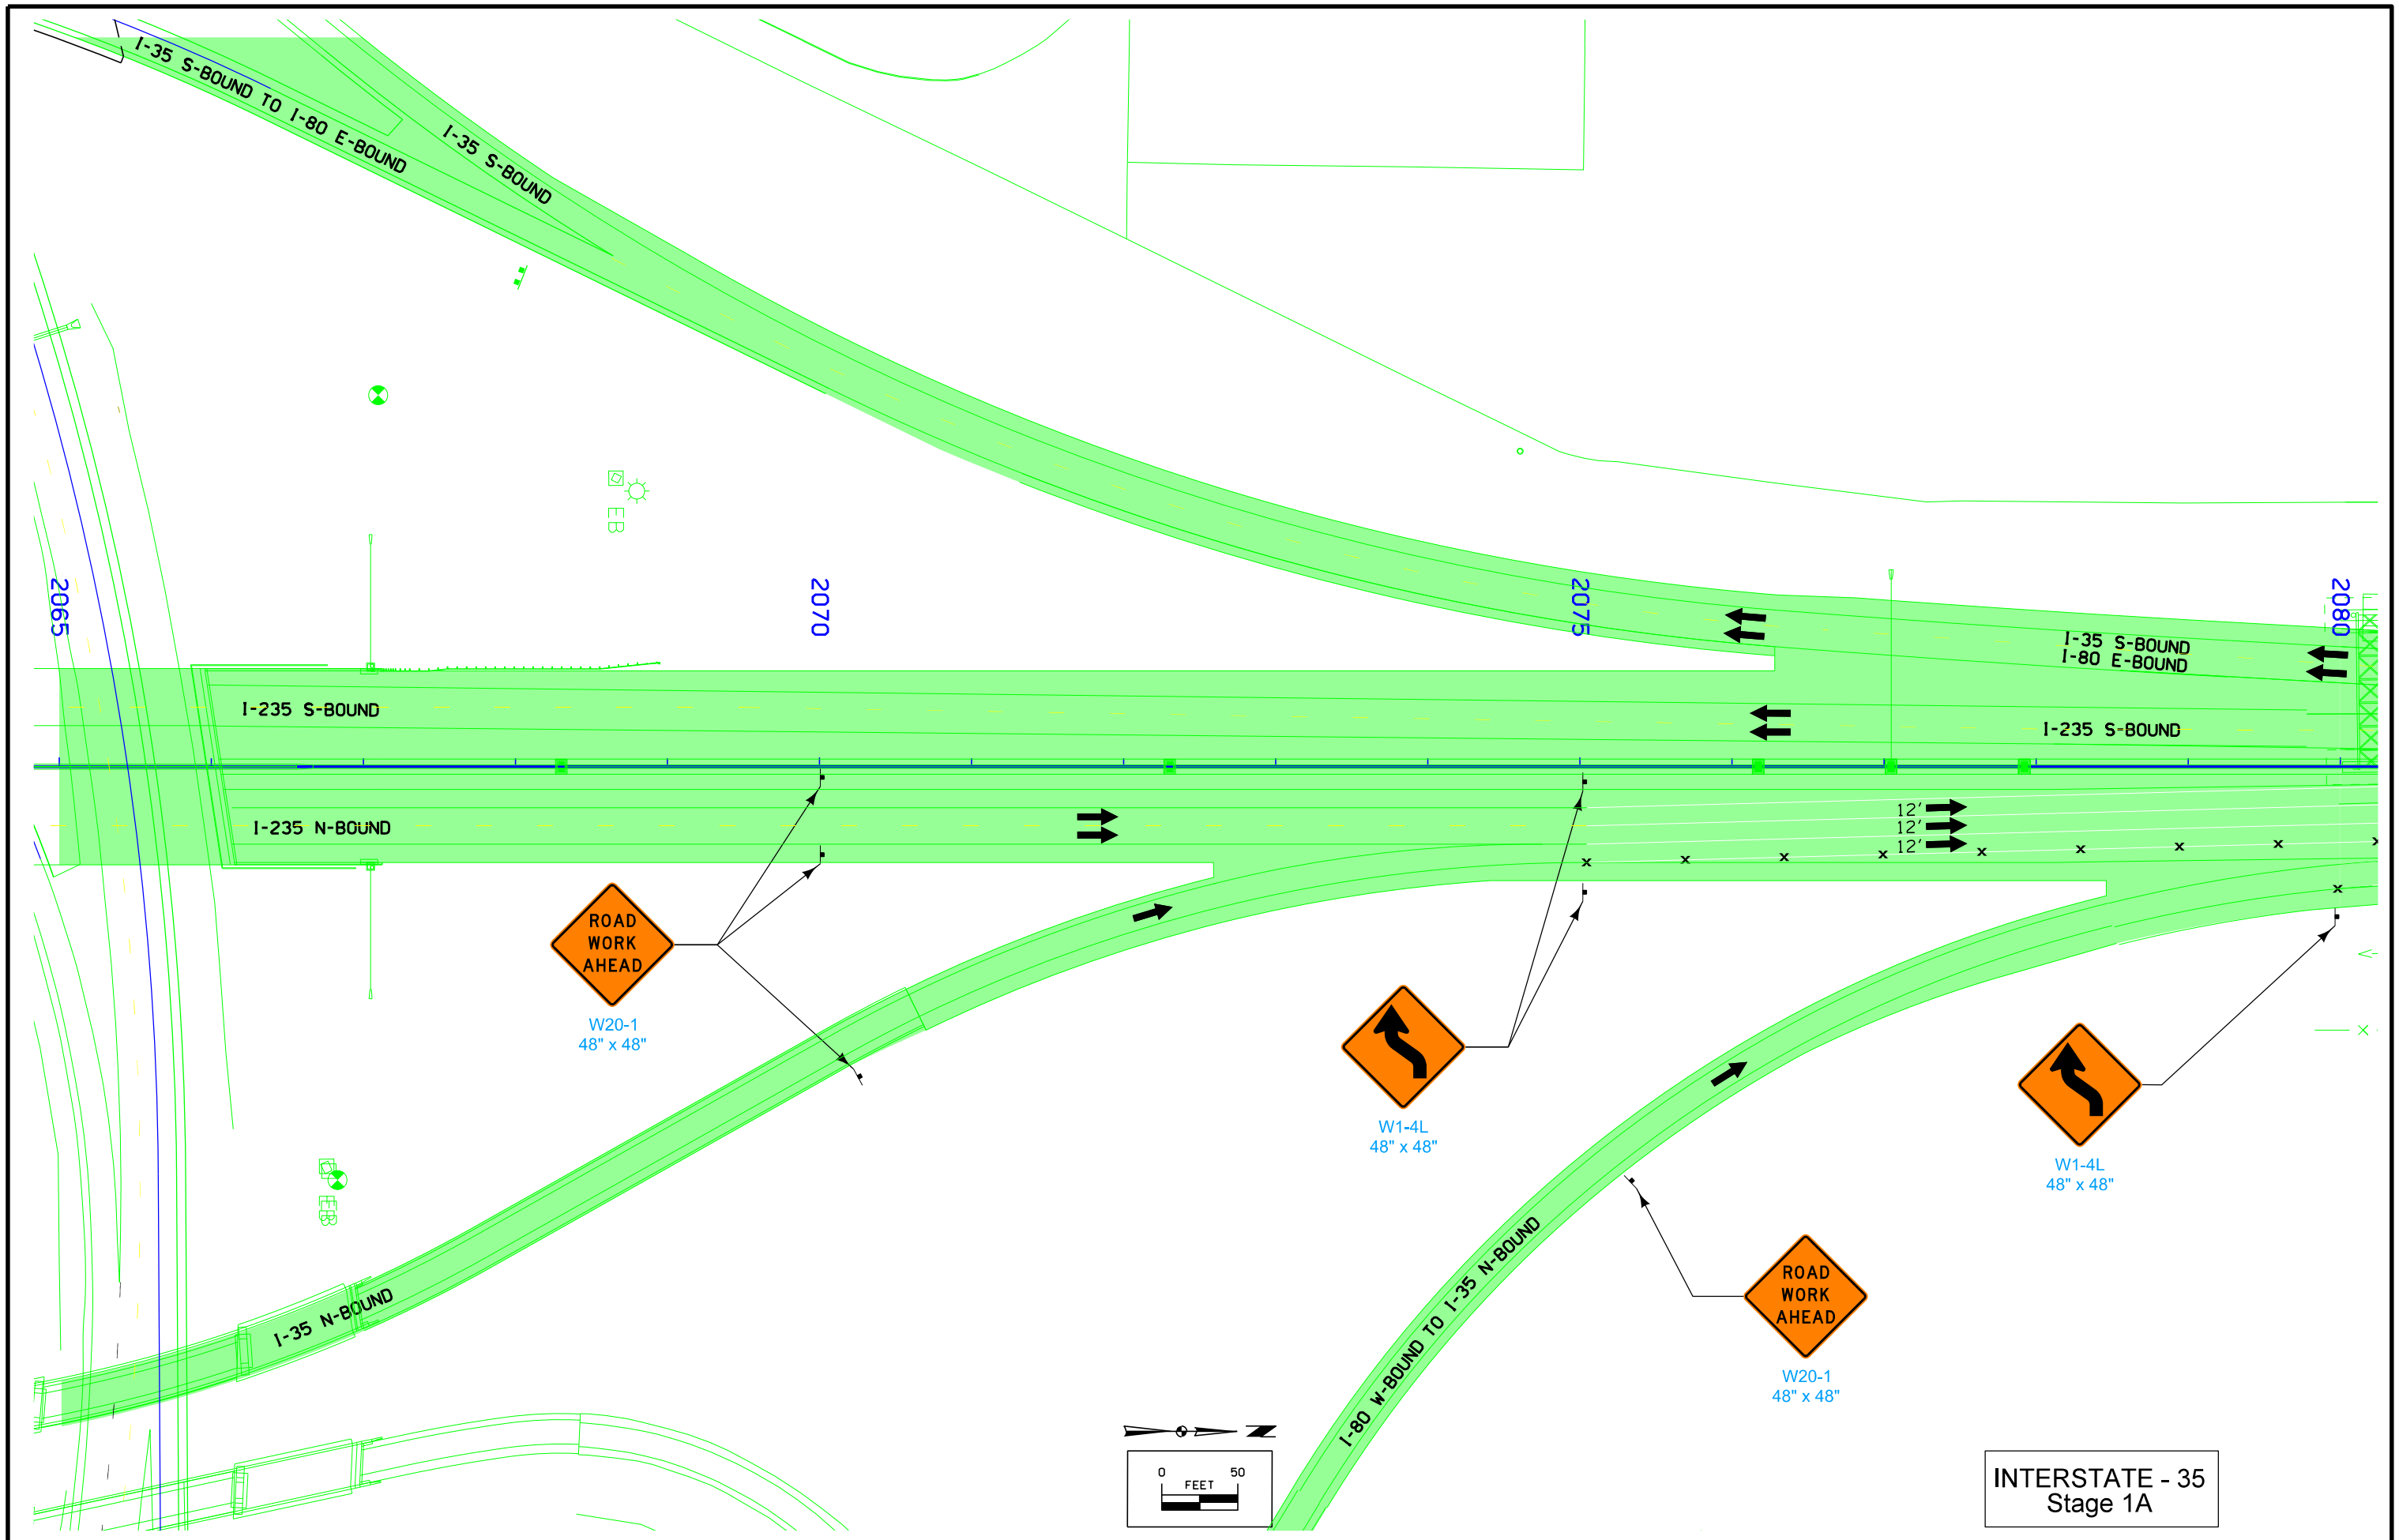 I-35 S-BOUND TO I-80 E-BOUND
I-35 S-BOUND
EB
2065
2070
2075
2080
I-35 S-BOUND
I-80 E-BOUND
I-235 S-BOUND
I-235 S-BOUND
I-235 N-BOUND
12'
12'
12'
ROAD
WORK
AHEAD
W20-1
48" x 48"
W1-4L
48" x 48"
W1-4L
48" x 48"
EB
I-35 N-BOUND
I-80 W-BOUND TO I-35 N-BOUND
ROAD
WORK
AHEAD
W20-1
48" x 48"
N
0 50
FEET
INTERSTATE - 35
Stage 1A